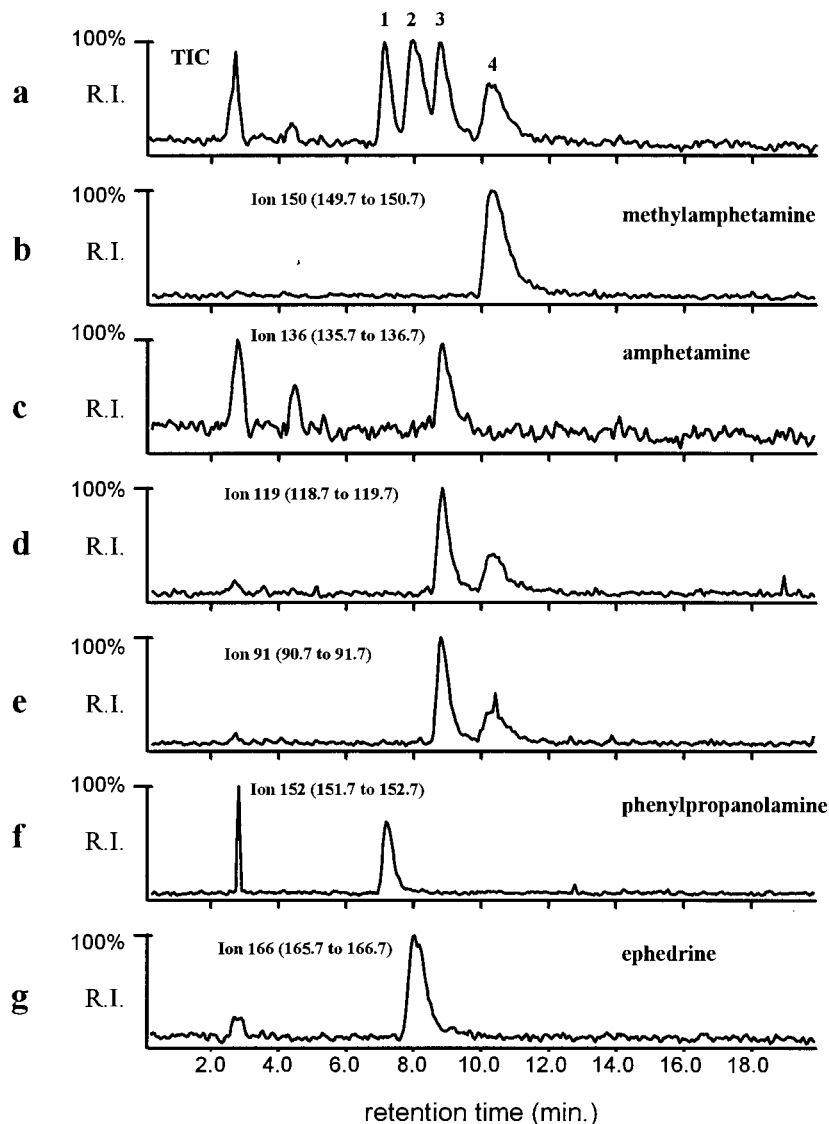 1 2 3
100% TIC 4
a R.I.
100% Ion 150 (149.7 to 150.7) methylamphetamine
b R.I.
100% Ion 136 (135.7 to 136.7) amphetamine
c R.I.
100% Ion 119 (118.7 to 119.7)
d R.I.
100% Ion 91 (90.7 to 91.7)
e R.I.
100% Ion 152 (151.7 to 152.7) phenylpropanolamine
f R.I.
100% Ion 166 (165.7 to 166.7) ephedrine
g R.I.
2.0 4.0 6.0 8.0 10.0 12.0 14.0 16.0 18.0
retention time (min.)